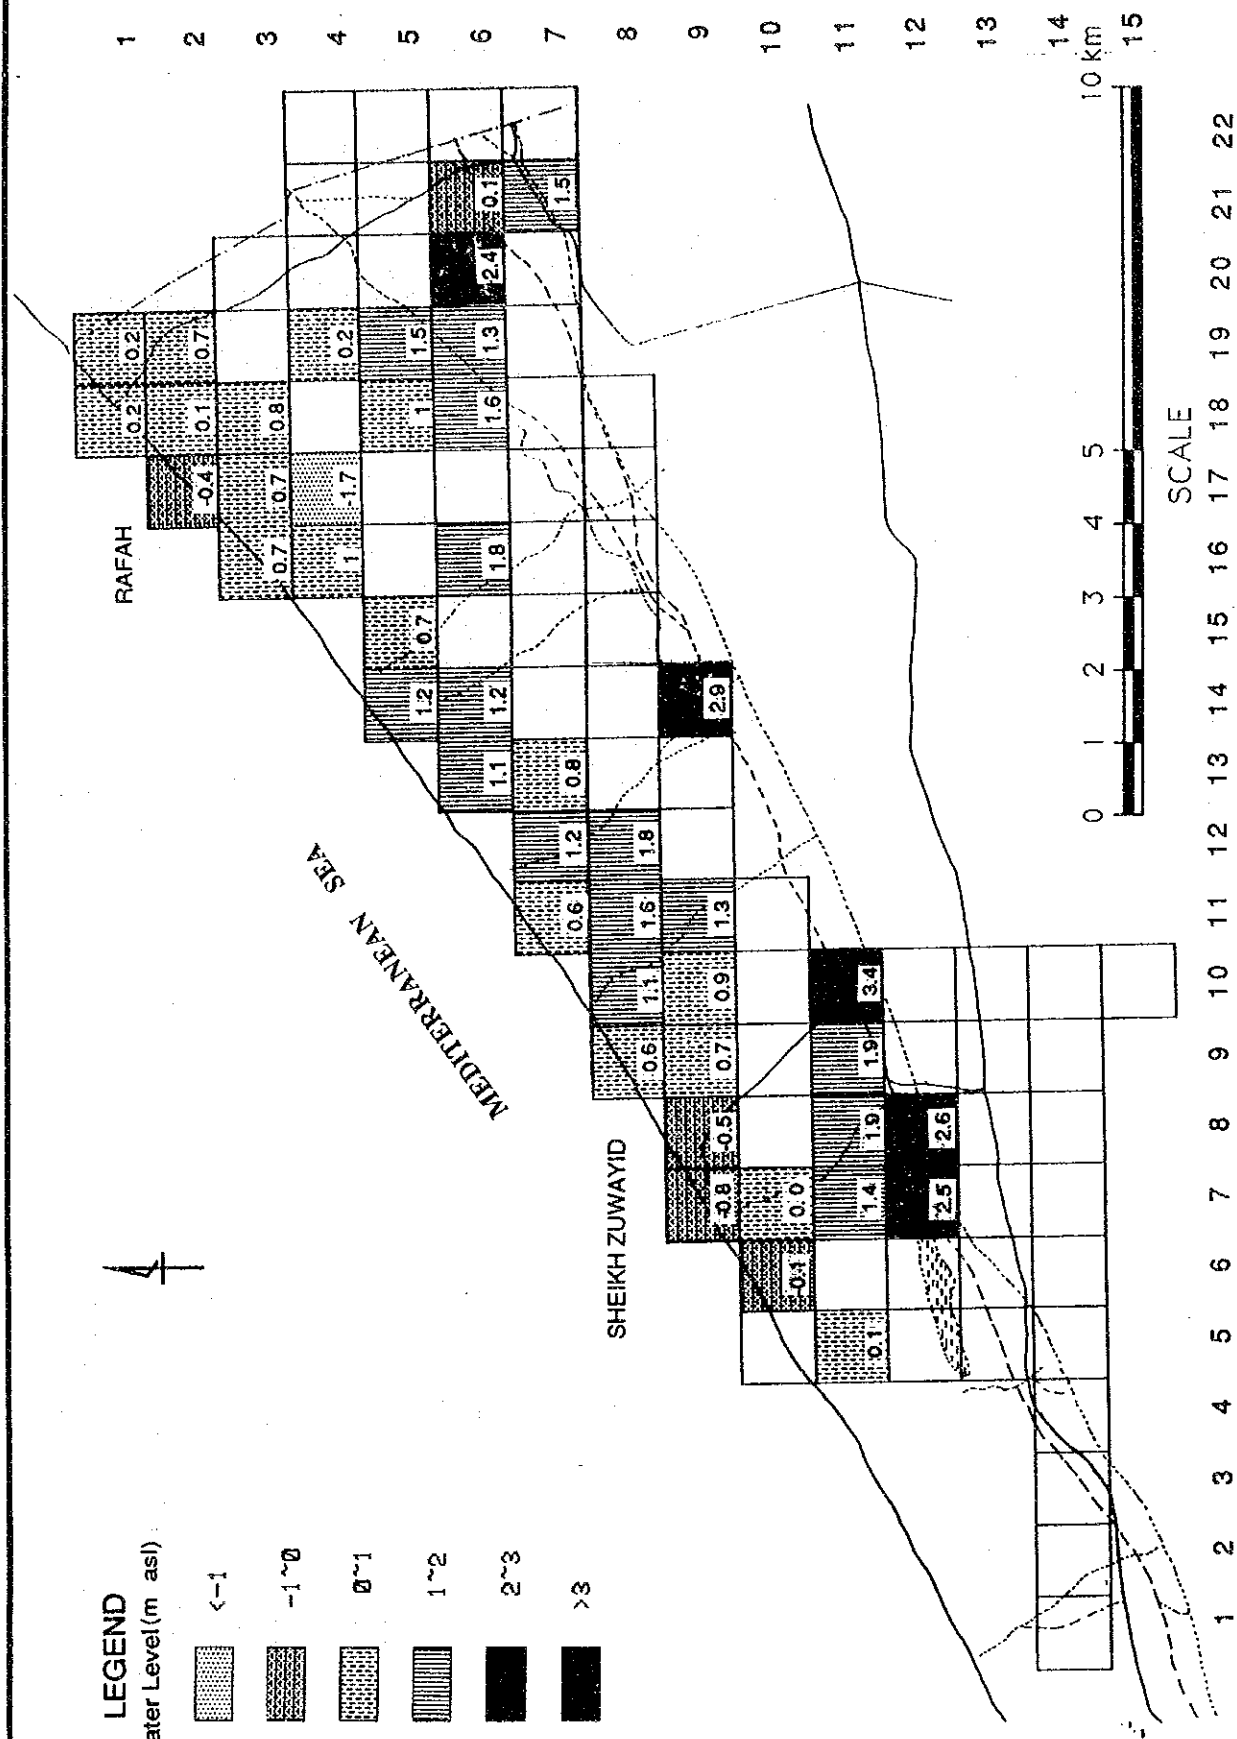 LEGEND
ater Level(m asl)
<-1
-1~0
0~1
1~2
2~3
>3
MEDITERRANEAN SEA
RAFAH
SHEIKH ZUWAYID
0.2 0.2 1
-0.4 0.1 0.7 2
0.7 0.7 0.8 3
1 -1.7 0.2 4
1.2 0.7 1 1.5 5
1.1 1.2 1.8 1.6 1.3 2.4 0.1 6
0.6 1.2 0.8 1.5 7
0.6 1.1 1.6 1.8 8
-0.8 -0.5 0.7 0.9 1.3 2.9 9
-0.1 0.0 10
0.1 1.4 1.9 1.9 3.4 11
2.5 2.6 12
13
14
15
0 1 2 3 4 5 10 km
SCALE
1 2 3 4 5 6 7 8 9 10 11 12 13 14 15 16 17 18 19 20 21 22